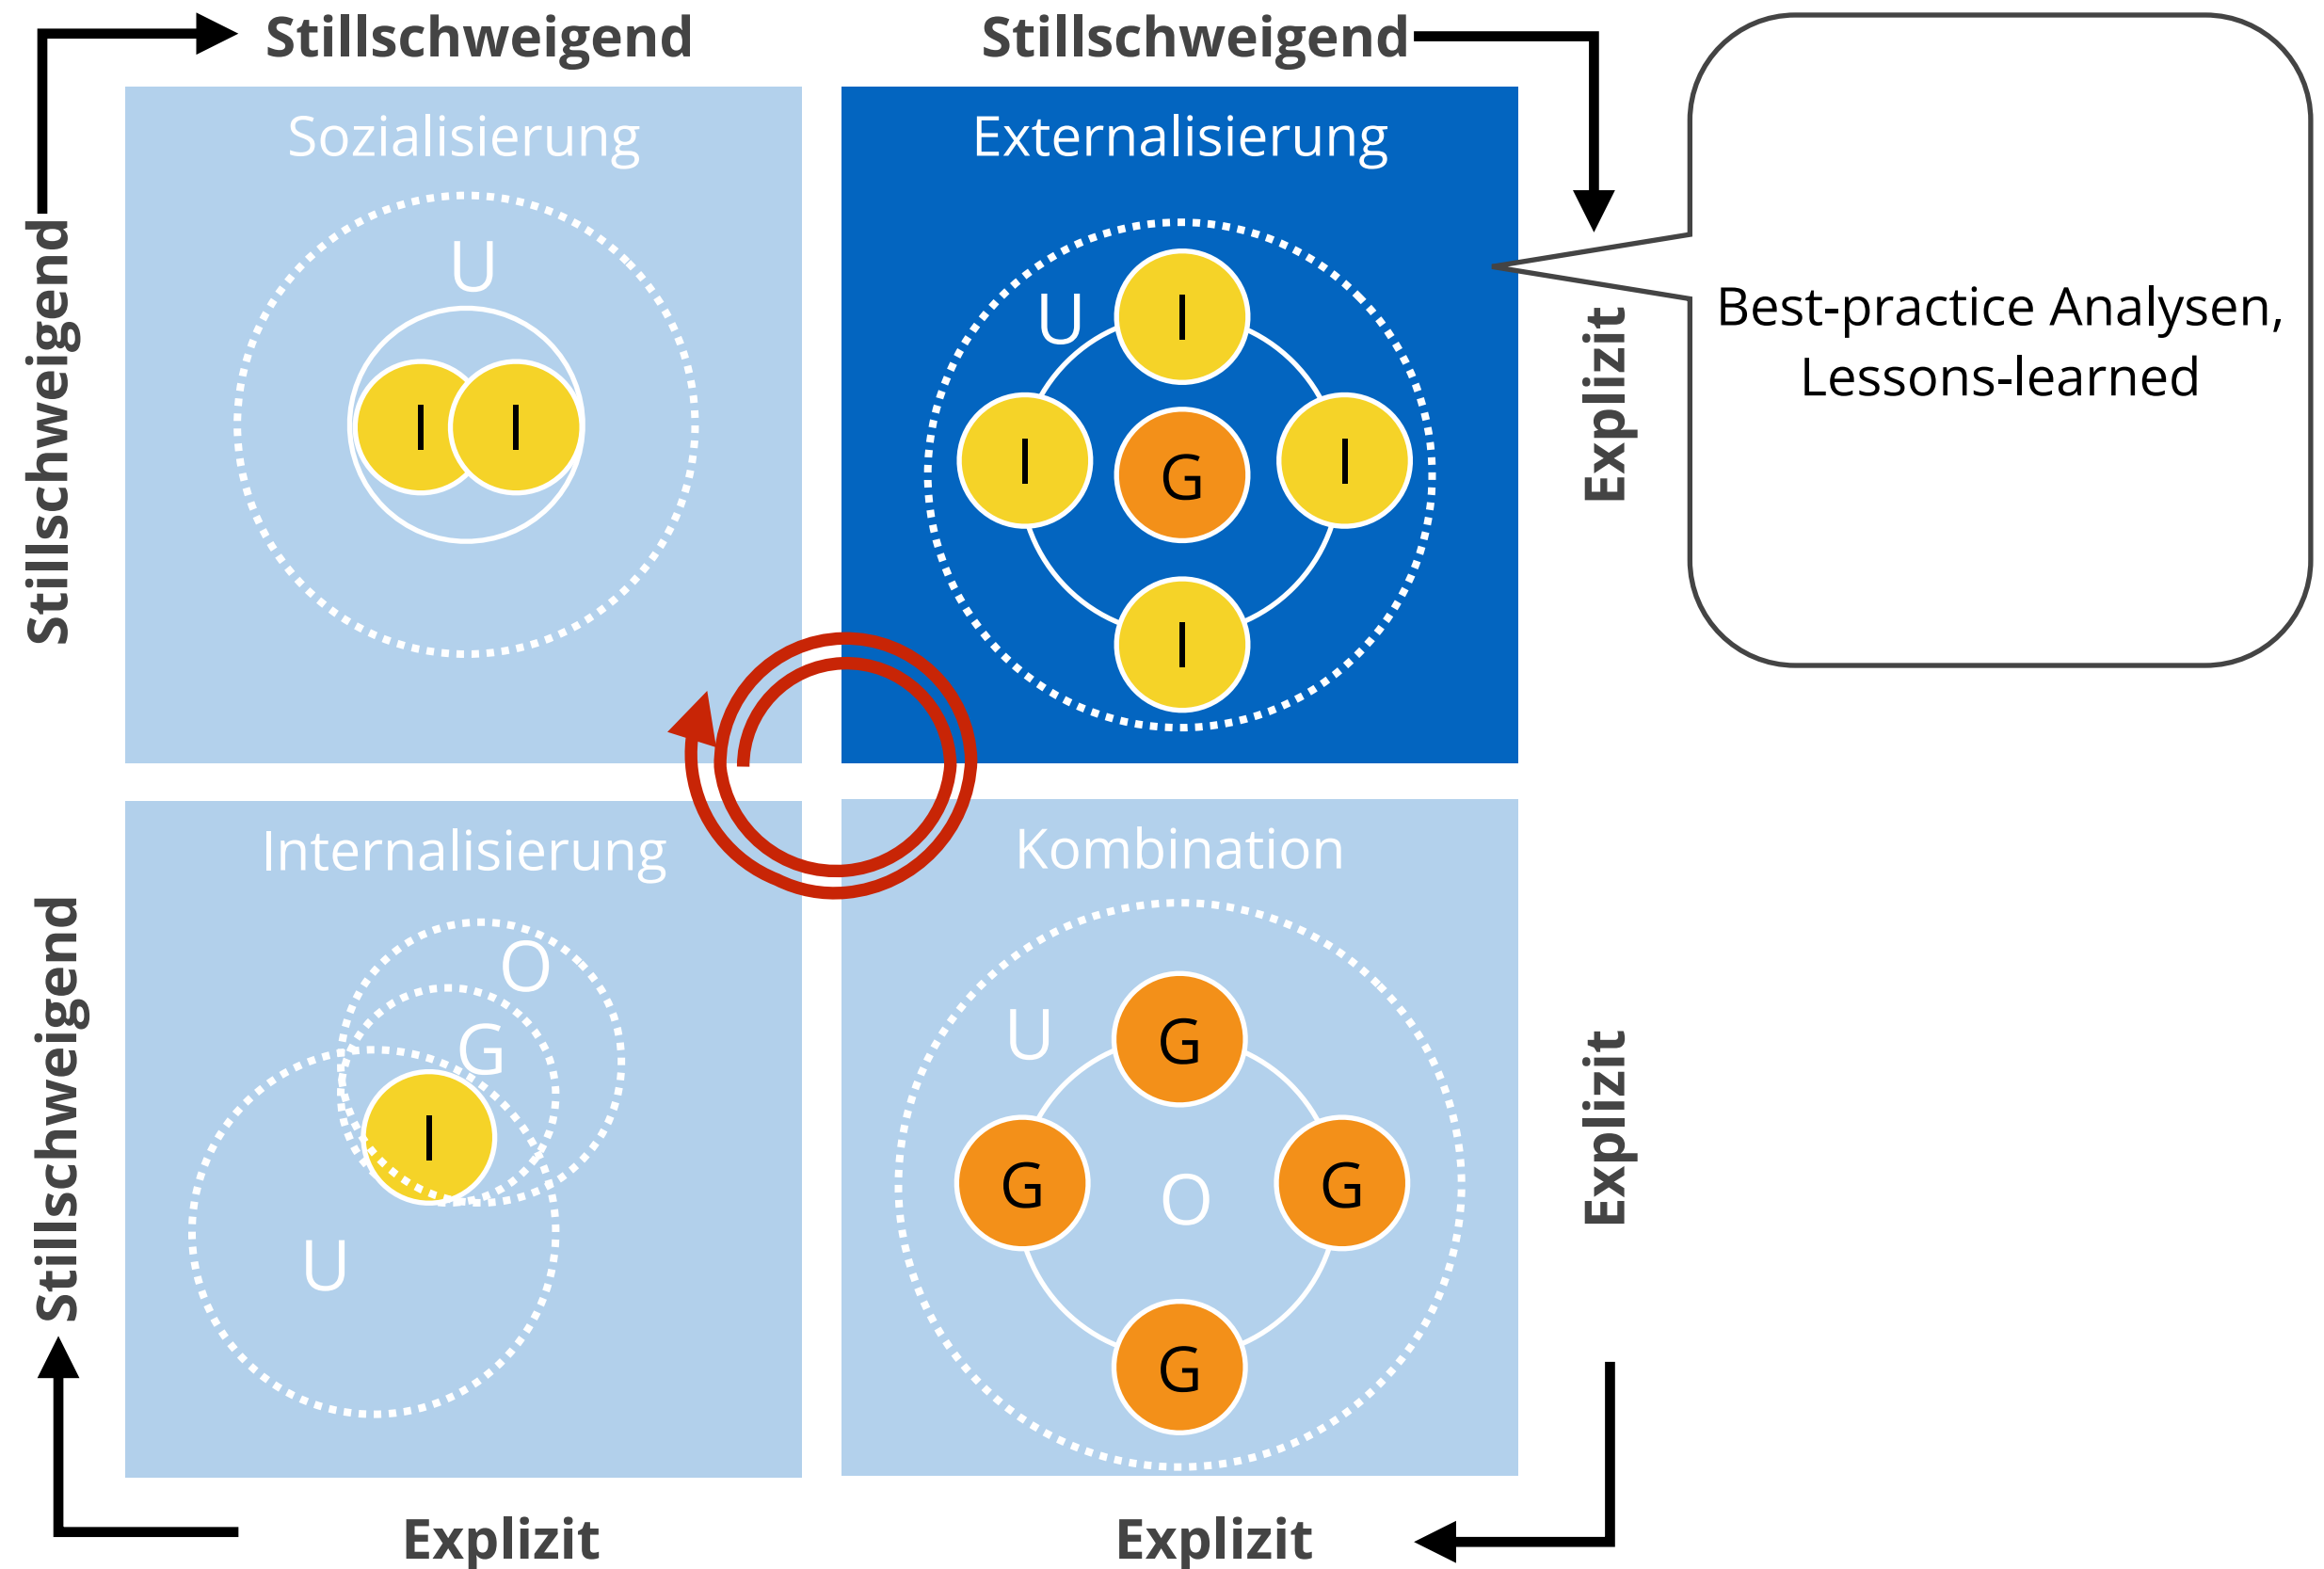 Stillschweigend
Stillschweigend
Stillschweigend
Sozialisierung
U
I
I
Externalisierung
U
I
I
G
I
I
Explizit
Best-practice Analysen,
Lessons-learned
Stillschweigend
Internalisierung
O
G
I
U
Kombination
U
G
G
O
G
G
Explizit
Explizit
Explizit